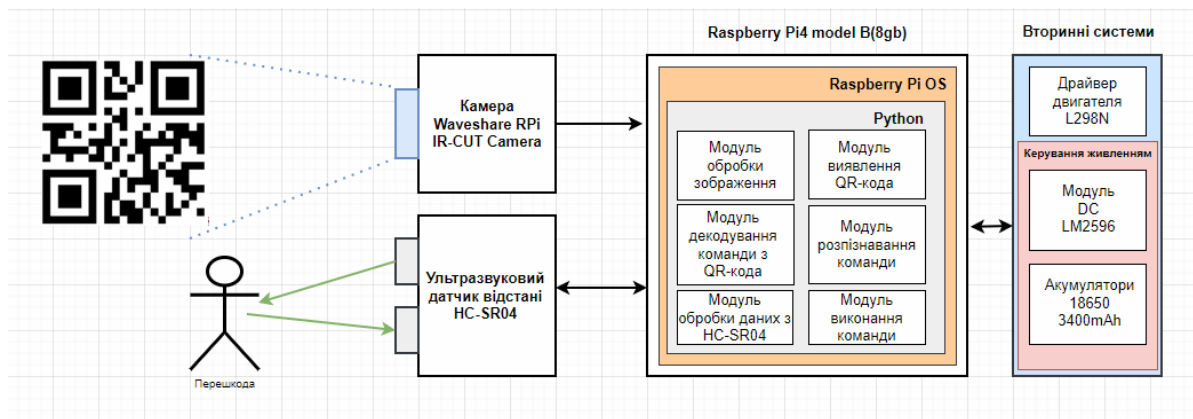 Raspberry Pi4 model B(8gb)
Вторинні системи
Камера
Waveshare RPi
IR-CUT Camera
Ультразвуковий
датчик відстані
HC-SR04
Перешкода
Raspberry Pi OS
Python
Модуль
обробки
зображення
Модуль
виявлення
QR-кода
Модуль
декодування
команди з
QR-кода
Модуль
розпізнавання
команди
Модуль
обробки даних з
HC-SR04
Модуль
виконання
команди
Драйвер
двигателя
L298N
Керування живленням
Модуль
DC
LM2596
Акумулятори
18650
3400mAh